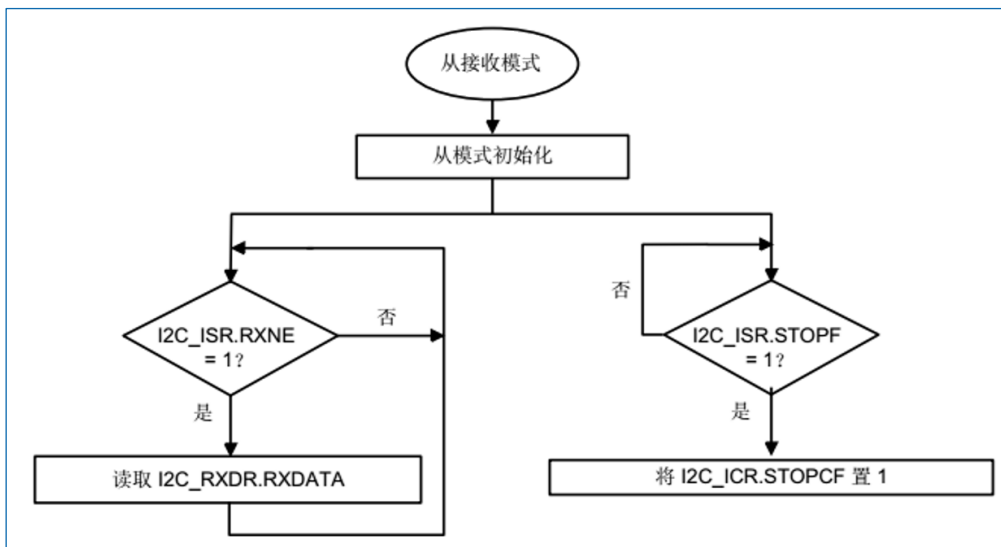 从接收模式
从模式初始化
否
I2C_ISR.RXNE
= 1?
是
读取 I2C_RXDR.RXDATA
否
I2C_ISR.STOPF
= 1?
是
将 I2C_ICR.STOPCF 置 1